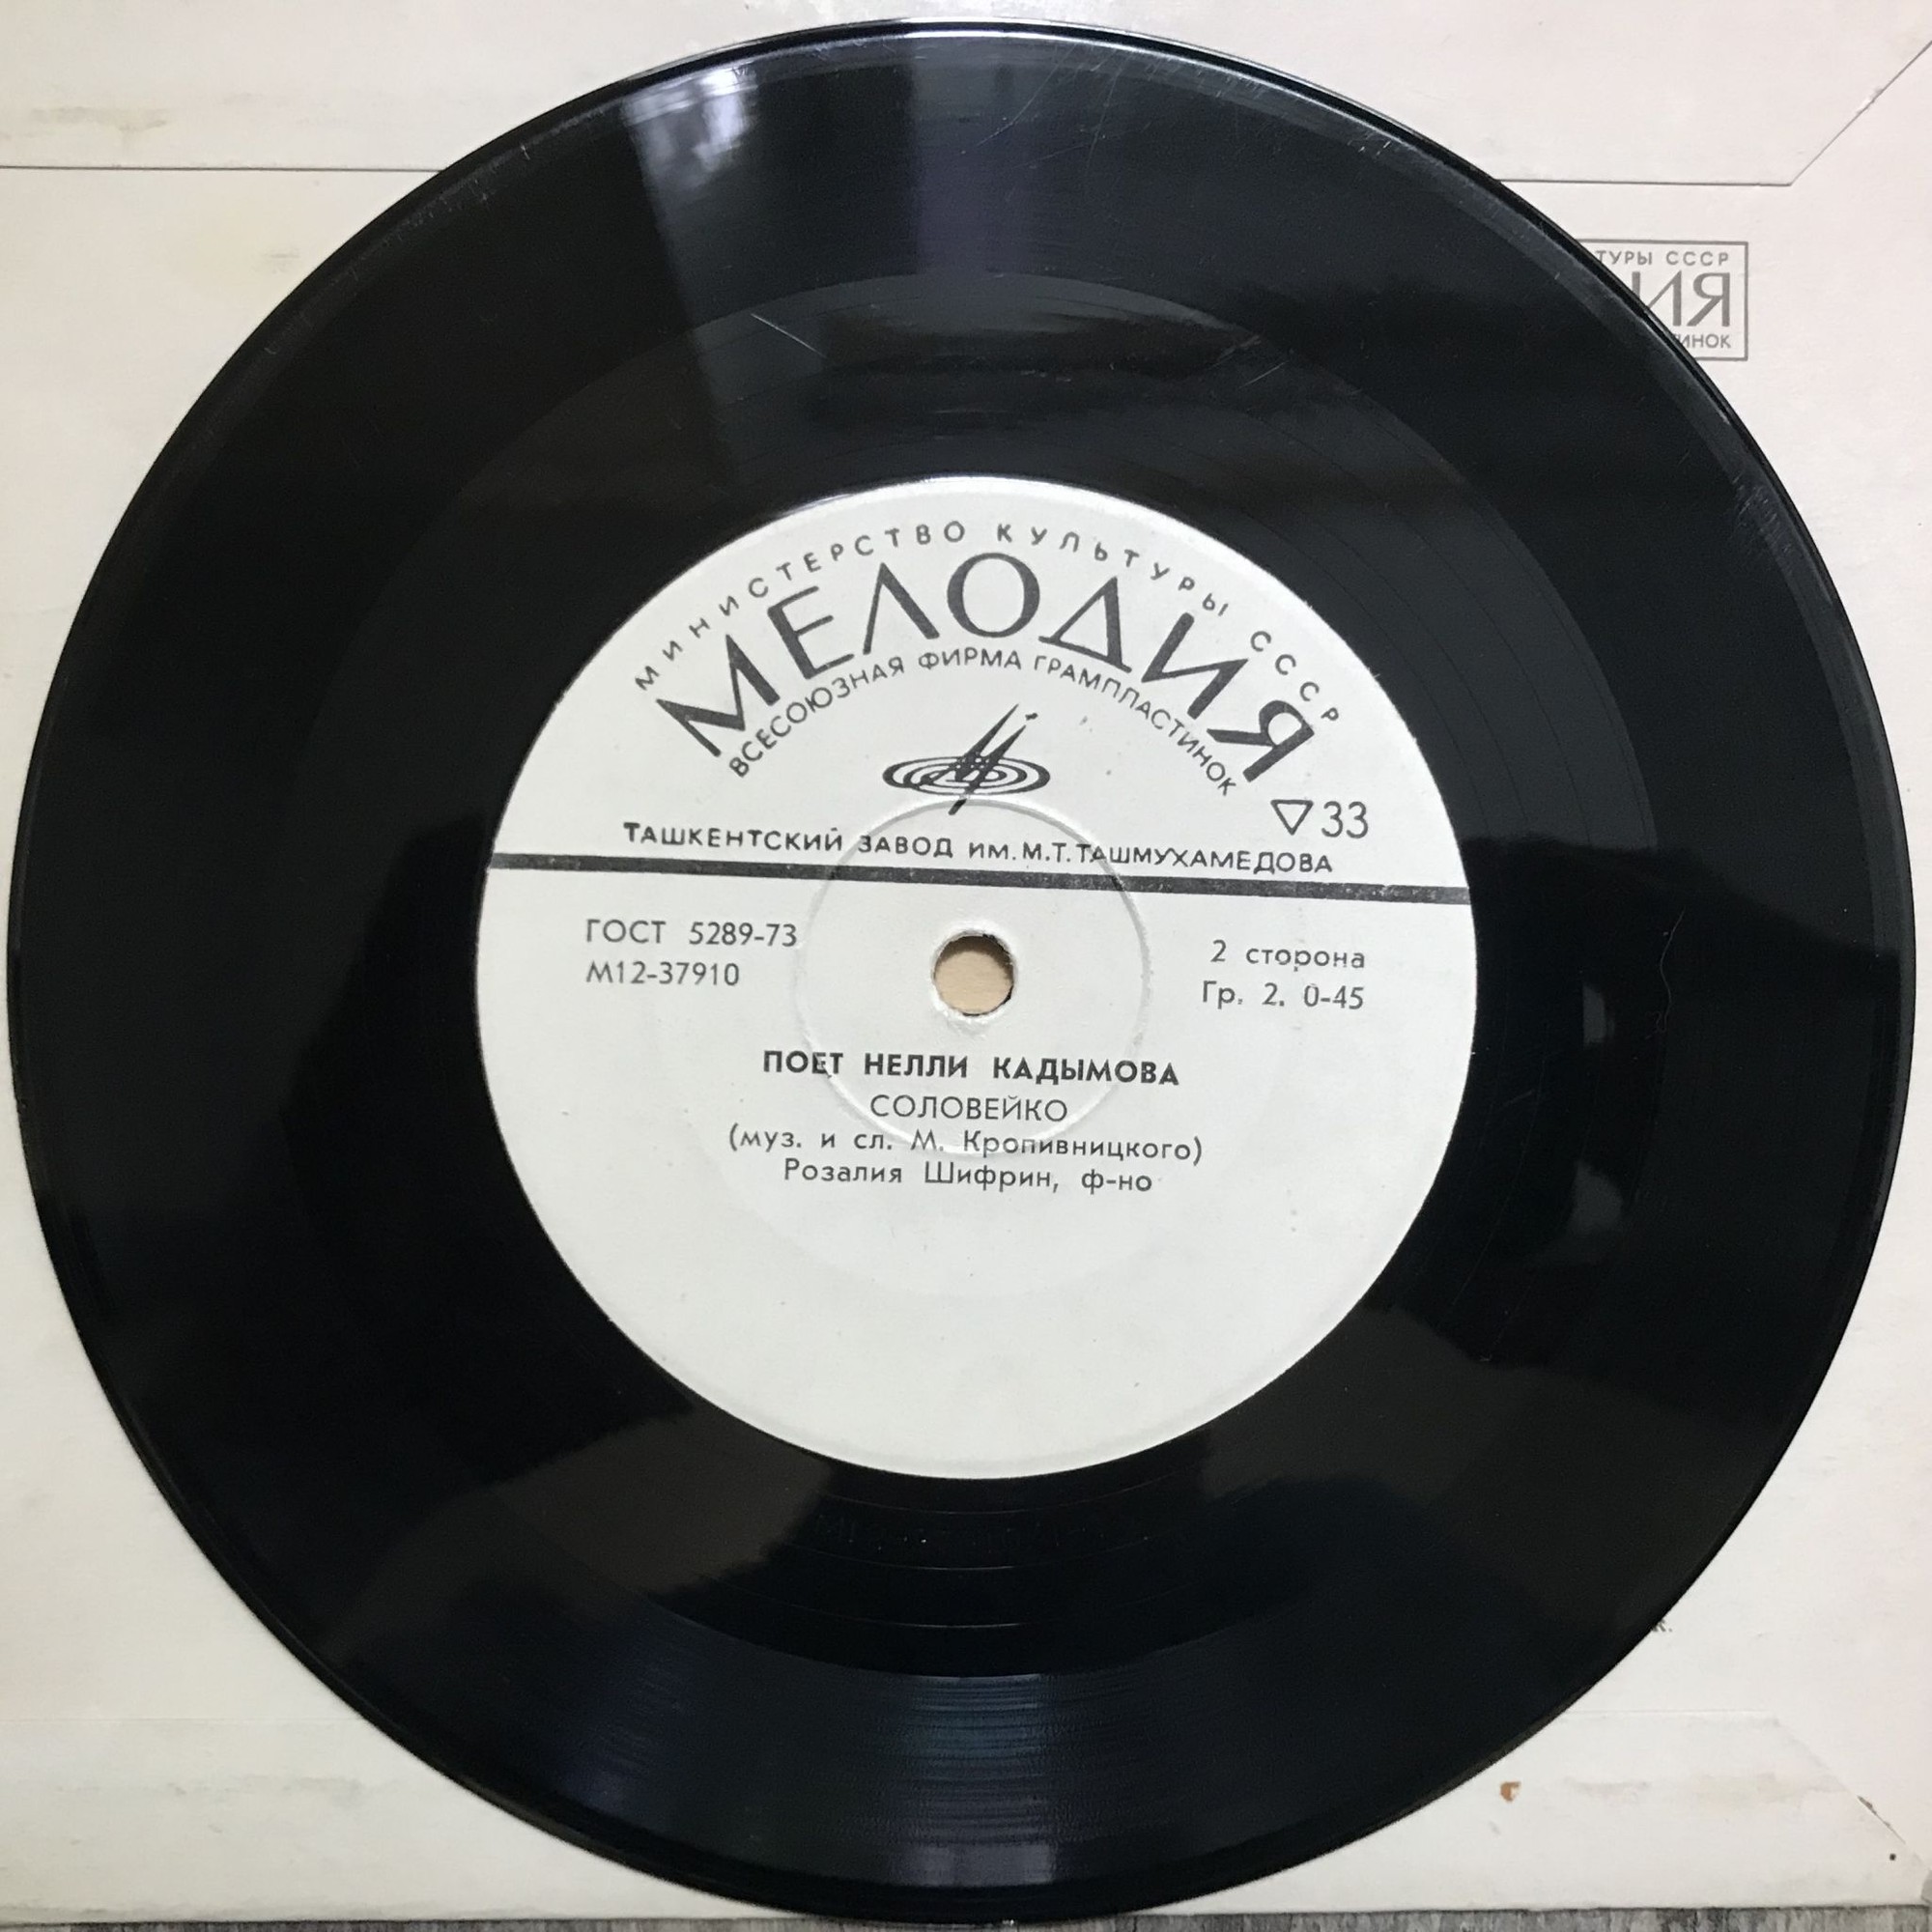 МИНИСТЕРСТВО КУЛЬТУРЫ СССР
МЕЛОДИЯ
ВСЕСОЮЗНАЯ ФИРМА ГРАМПЛАСТИНОК
33
ТАШКЕНТСКИЙ ЗАВОД ИМ. М.Т. ТАШМУХАМЕДОВА
ГОСТ 5289-73
М12-37910
2 сторона
Гр. 2. 0-45
ПОЕТ НЕЛЛИ КАДЫМОВА
СОЛОВЕЙКО
(муз. и сл. М. Кропивницкого)
Розалия Шифрин, ф-но
ТУРЫ СССР
ИЯ
ИНОК